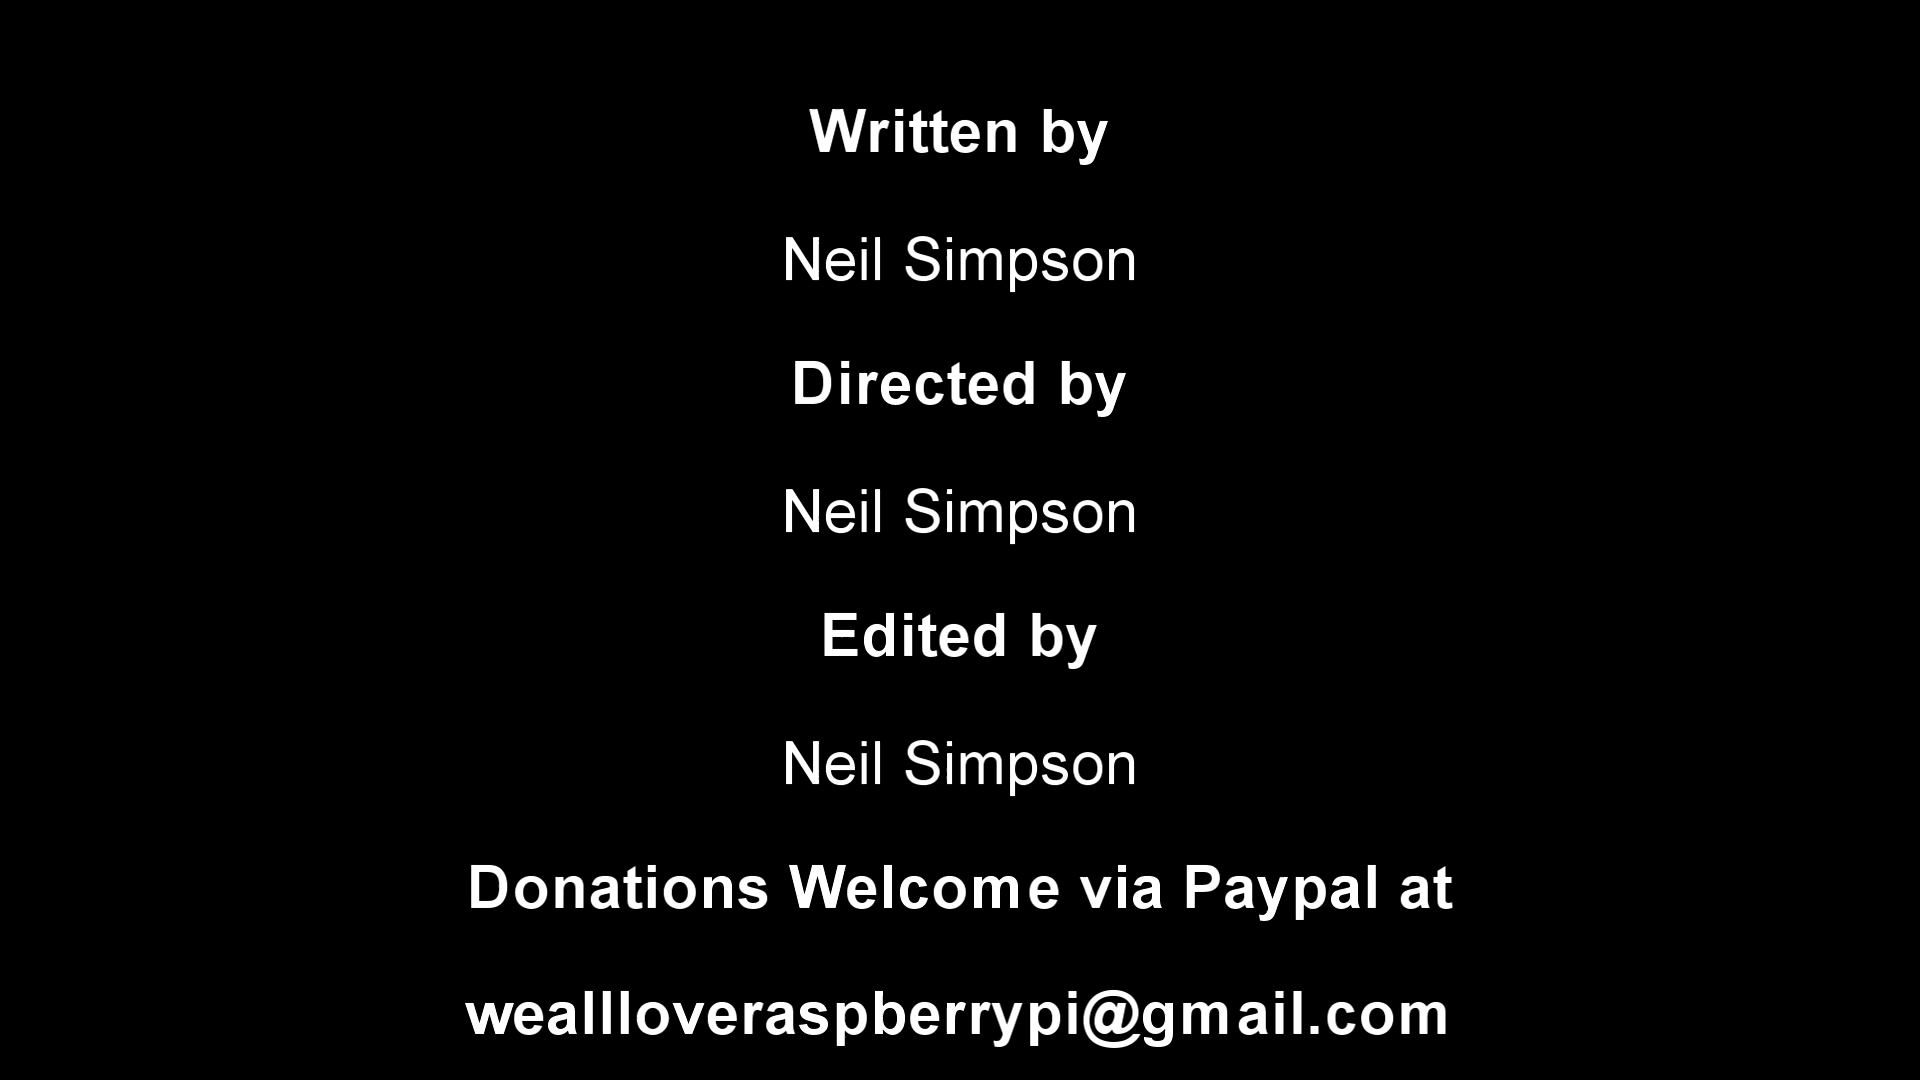 Written by
Neil Simpson
Directed by
Neil Simpson
Edited by
Neil Simpson
Donations Welcome via Paypal at
weallloveraspberrypi@gmail.com